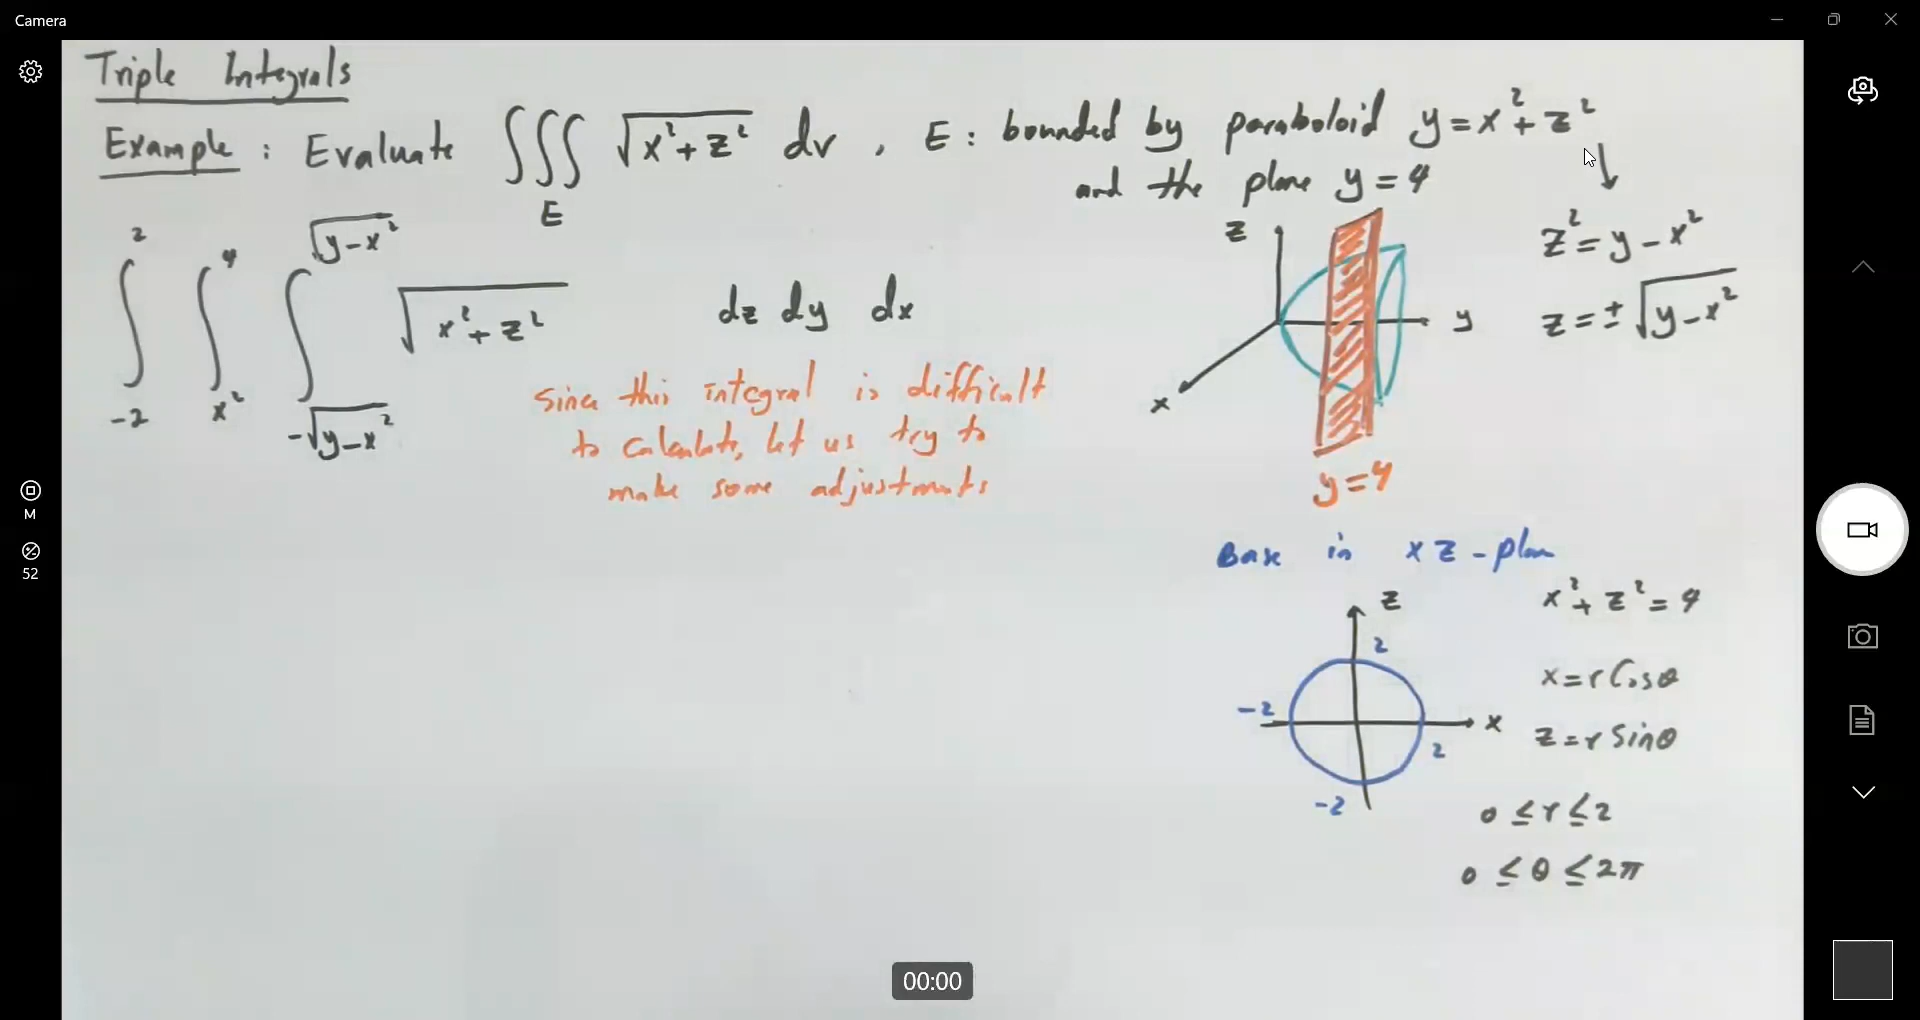 Camera
Triple Integrals
Example : Evaluate ∭ √(x²+z²) dv , E : bounded by paraboloid y = x²+z²
E
and the plane y = 4
∫_{-2}^{2} ∫_{x²}^{4} ∫_{-√(y-x²)}^{√(y-x²)} √(x²+z²) dz dy dx
since this integral is difficult
to calculate, let us try to
make some adjustments
z
y
x
y=4
z² = y - x²
z = ± √(y-x²)
Base in xz-plane
z
2
-2
x
2
-2
x²+z² = 4
x = r Cosθ
z = r Sinθ
0 ≤ r ≤ 2
0 ≤ θ ≤ 2π
M
52
00:00